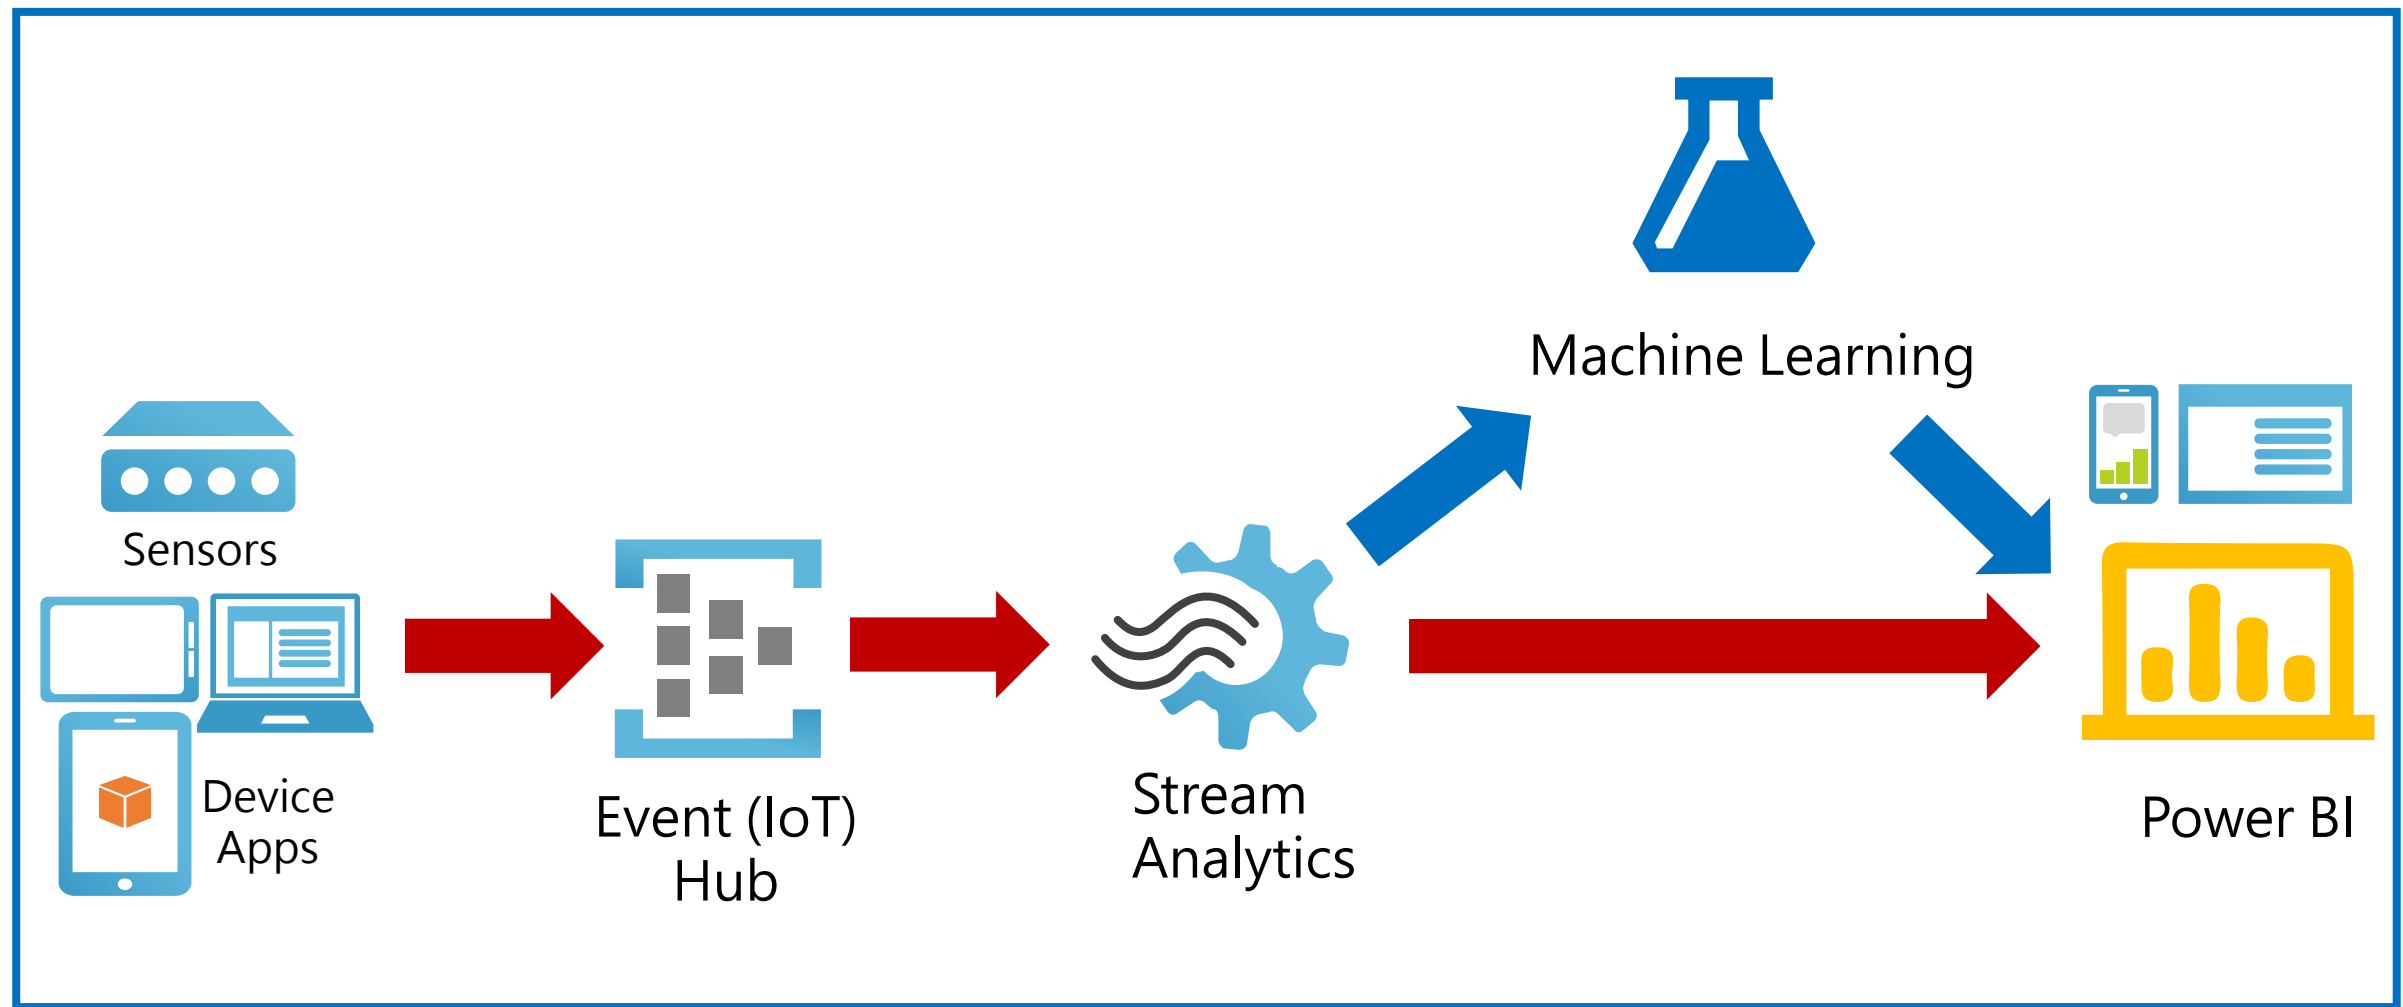 Machine Learning
Sensors
Device
Apps
Event (IoT)
Hub
Stream
Analytics
Power BI